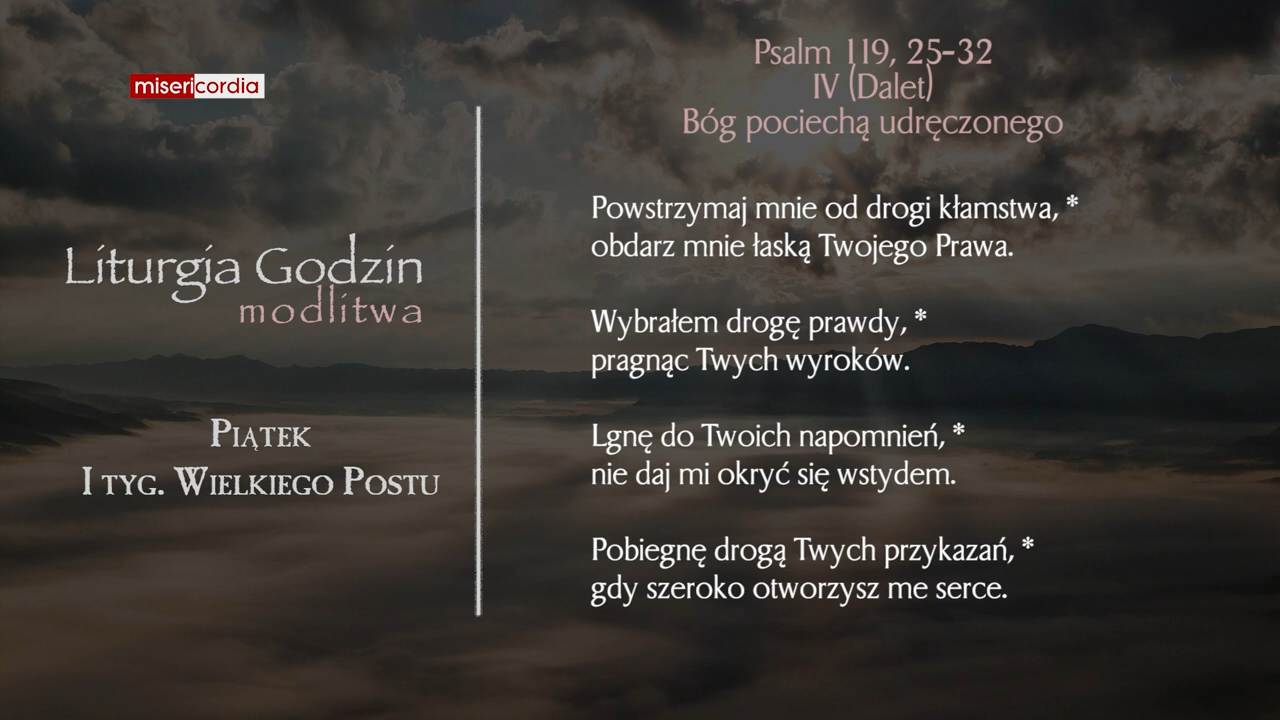 misericordia
Liturgia Godzin
modlitwa
Piątek
I tyg. Wielkiego Postu
Psalm 119, 25-32
IV (Dalet)
Bóg pociechą udręczonego
Powstrzymaj mnie od drogi kłamstwa, *
obdarz mnie łaską Twojego Prawa.
Wybrałem drogę prawdy, *
pragnąc Twych wyroków.
Lgnę do Twoich napomnień, *
nie daj mi okryć się wstydem.
Pobiegnę drogą Twych przykazań, *
gdy szeroko otworzysz me serce.